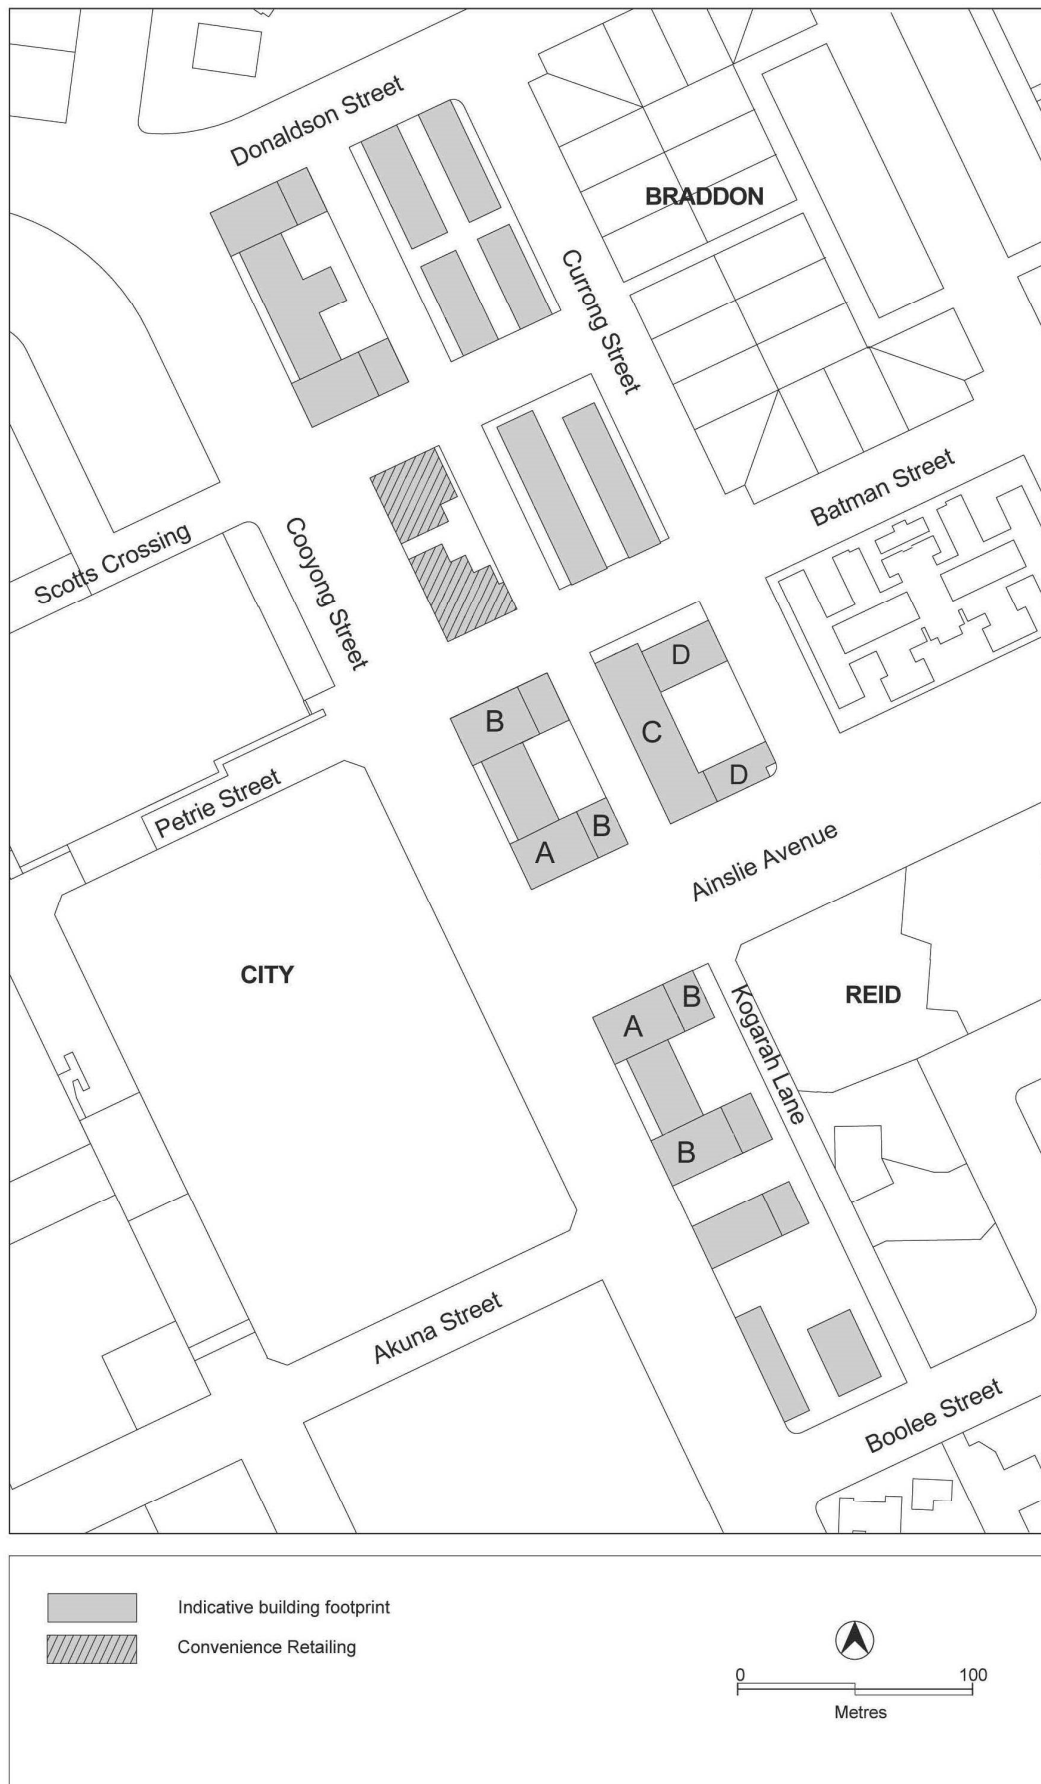 Donaldson Street
BRADDON
Currong Street
Batman Street
Scotts Crossing
Cooyong Street
D
B
C
Petrie Street
D
B
A
Ainslie Avenue
CITY
REID
B
A
Kogarah Lane
B
Akuna Street
Boolee Street
Indicative building footprint
Convenience Retailing
0 100
Metres